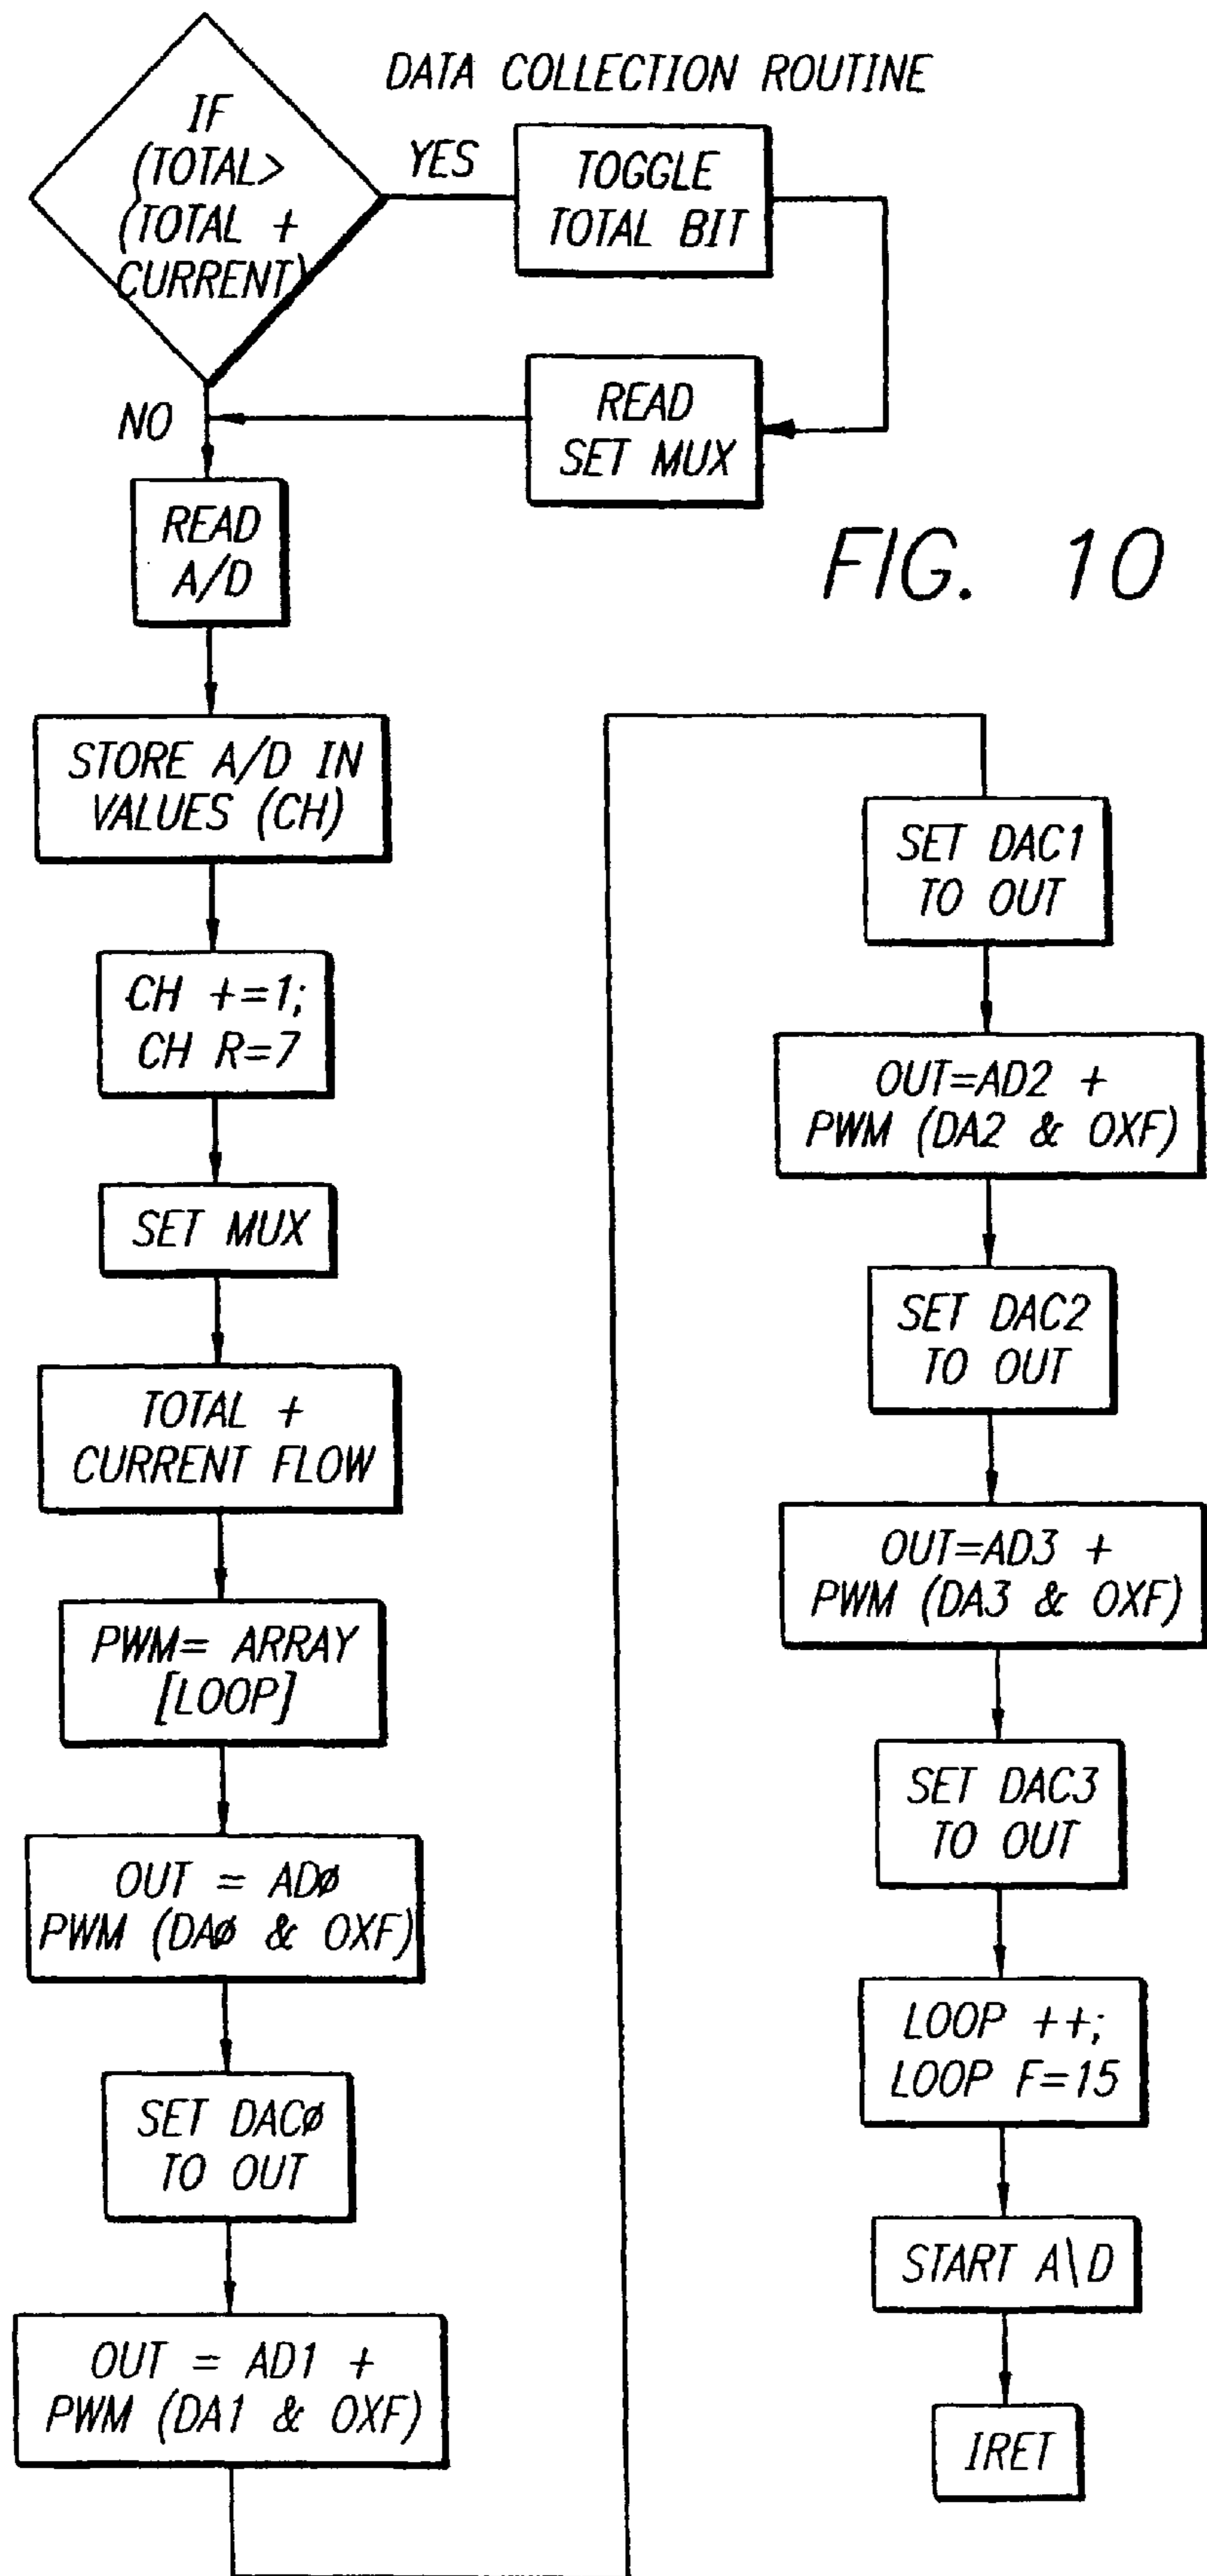 DATA COLLECTION ROUTINE
IF
(TOTAL>
(TOTAL +
CURRENT)
YES
TOGGLE
TOTAL BIT
READ
SET MUX
NO
READ
A/D
FIG. 10
STORE A/D IN
VALUES (CH)
CH +=1;
CH R=7
SET MUX
TOTAL +
CURRENT FLOW
PWM= ARRAY
[LOOP]
OUT = ADø
PWM (DAø & OXF)
SET DACø
TO OUT
OUT = AD1 +
PWM (DA1 & OXF)
SET DAC1
TO OUT
OUT=AD2 +
PWM (DA2 & OXF)
SET DAC2
TO OUT
OUT=AD3 +
PWM (DA3 & OXF)
SET DAC3
TO OUT
LOOP ++;
LOOP F=15
START A\D
IRET